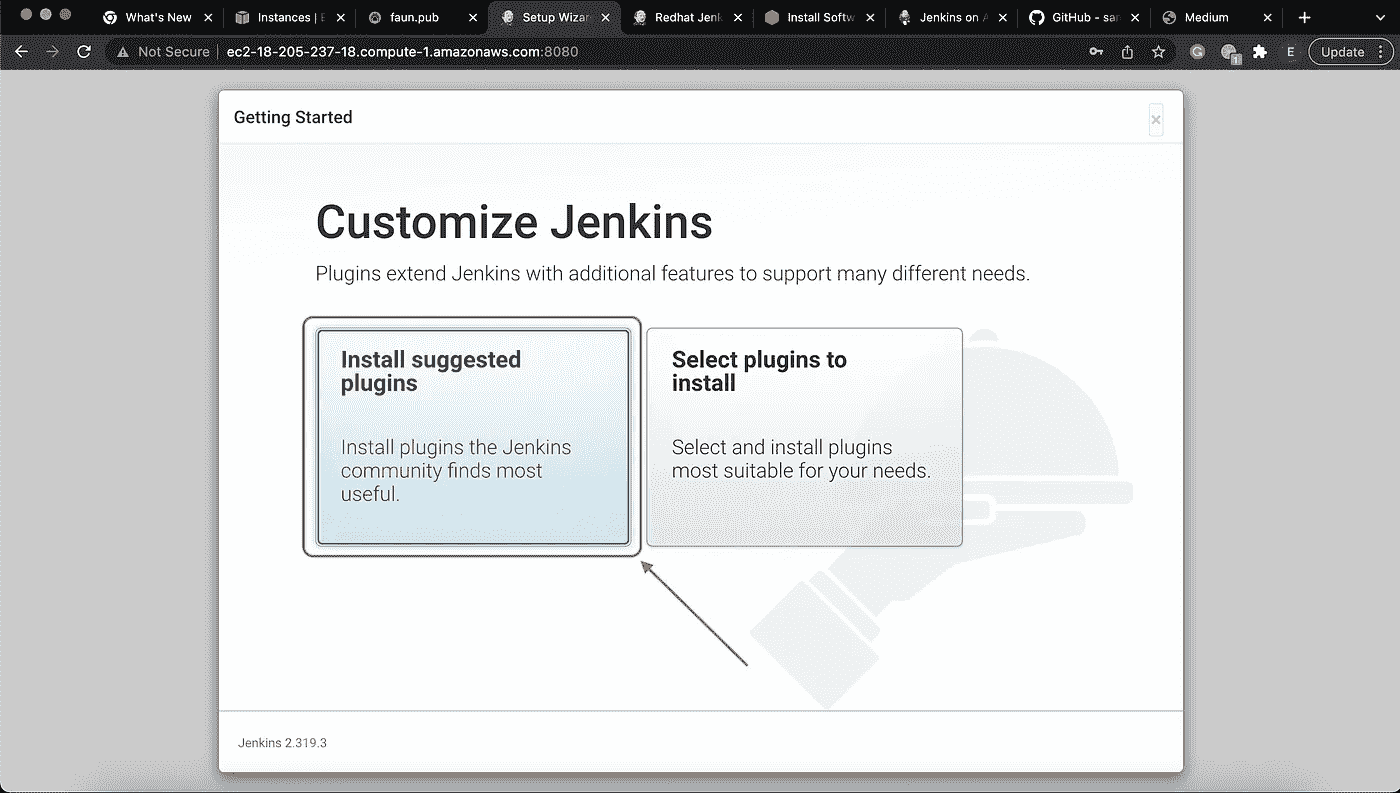 What's New
Instances | E
faun.pub
Setup Wizar
Redhat Jenk
Install Softw
Jenkins on A
GitHub - san
Medium
Not Secure
ec2-18-205-237-18.compute-1.amazonaws.com:8080
G
1
E
Update
Getting Started
Customize Jenkins
Plugins extend Jenkins with additional features to support many different needs.
Install suggested
plugins
Install plugins the Jenkins
community finds most
useful.
Select plugins to
install
Select and install plugins
most suitable for your needs.
Jenkins 2.319.3